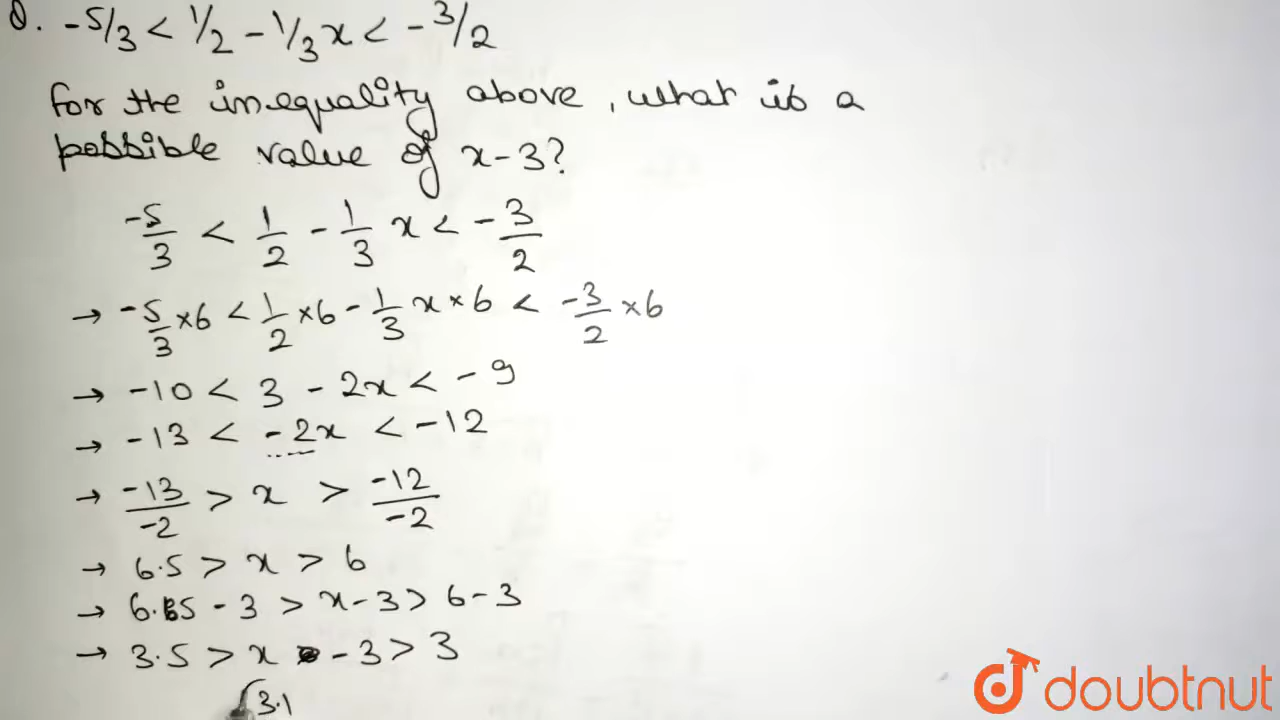 Q. -5/3 < 1/2 - 1/3 x < -3/2
for the inequality above, what is a
possible value of x-3?
-5/3 < 1/2 - 1/3 x < -3/2
→ -5/3 ×6 < 1/2 ×6 - 1/3 x ×6 < -3/2 ×6
→ -10 < 3 - 2x < -9
→ -13 < -2x < -12
→ -13/-2 > x > -12/-2
→ 6.5 > x > 6
→ 6.5 - 3 > x - 3 > 6 - 3
→ 3.5 > x - 3 > 3
3.1
doubtnut